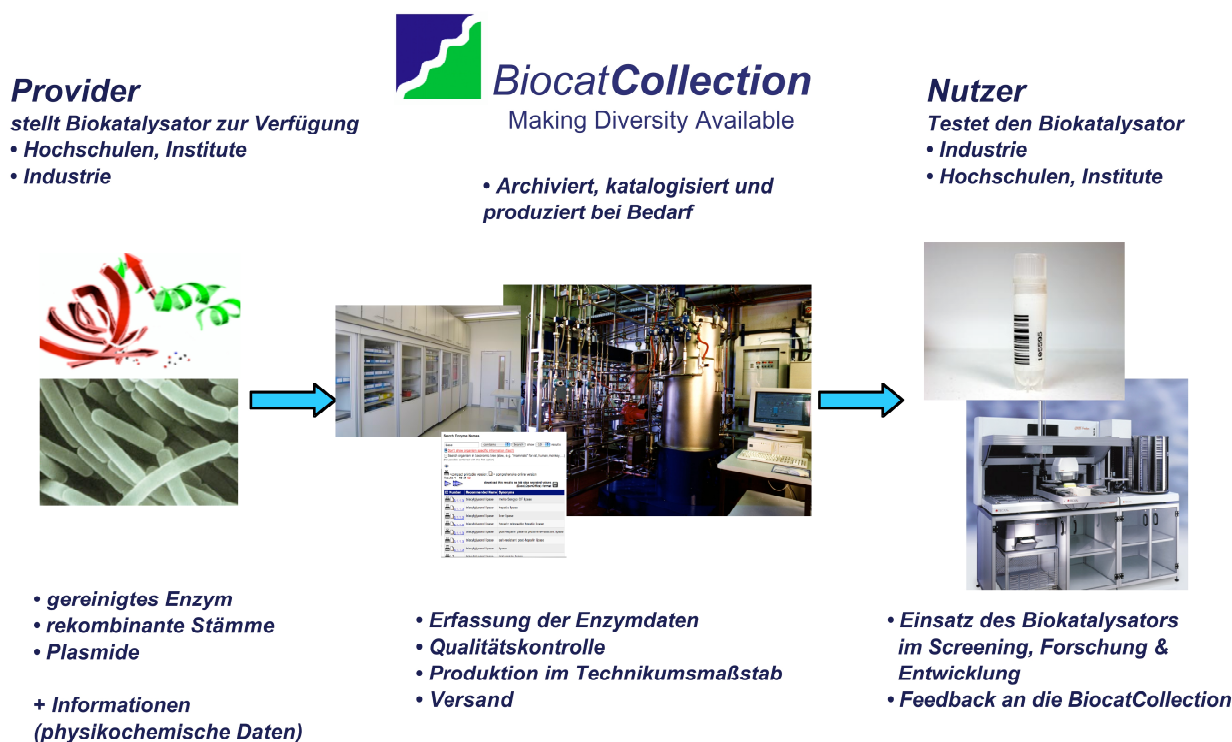 Provider
stellt Biokatalysator zur Verfügung
• Hochschulen, Institute
• Industrie
BiocatCollection
Making Diversity Available
• Archiviert, katalogisiert und
produziert bei Bedarf
Nutzer
Testet den Biokatalysator
• Industrie
• Hochschulen, Institute
• gereinigtes Enzym
• rekombinante Stämme
• Plasmide
+ Informationen
(physikochemische Daten)
• Erfassung der Enzymdaten
• Qualitätskontrolle
• Produktion im Technikumsmaßstab
• Versand
• Einsatz des Biokatalysators
im Screening, Forschung &
Entwicklung
• Feedback an die BiocatCollection